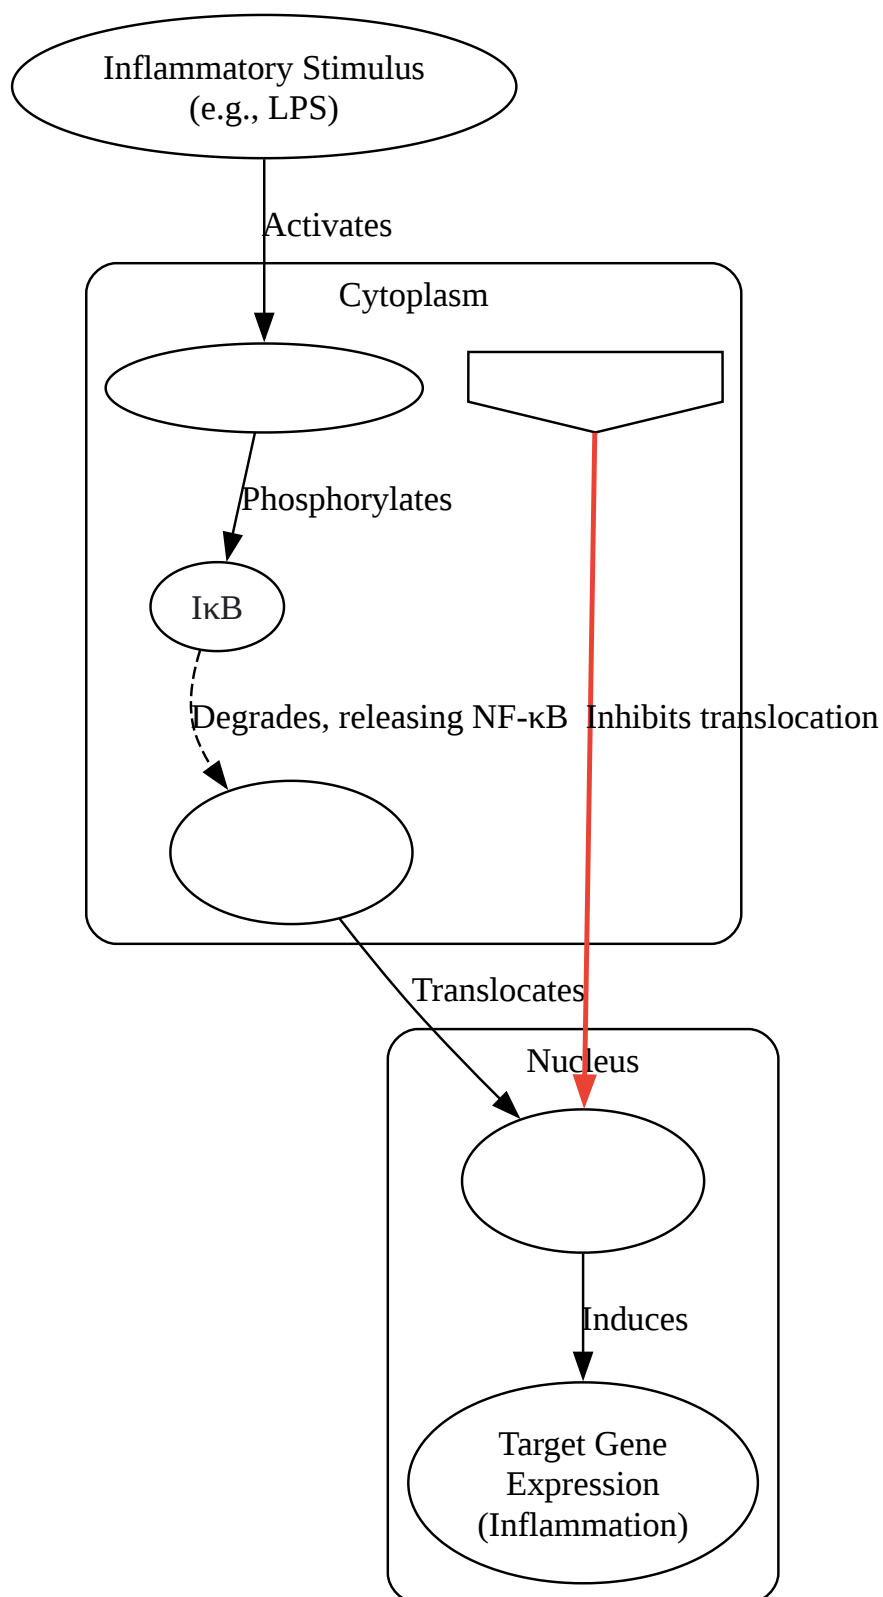 Inflammatory Stimulus
(e.g., LPS)
Activates
Cytoplasm
Phosphorylates
IκB
Degrades, releasing NF-κB
Inhibits translocation
Translocates
Nucleus
Induces
Target Gene
Expression
(Inflammation)